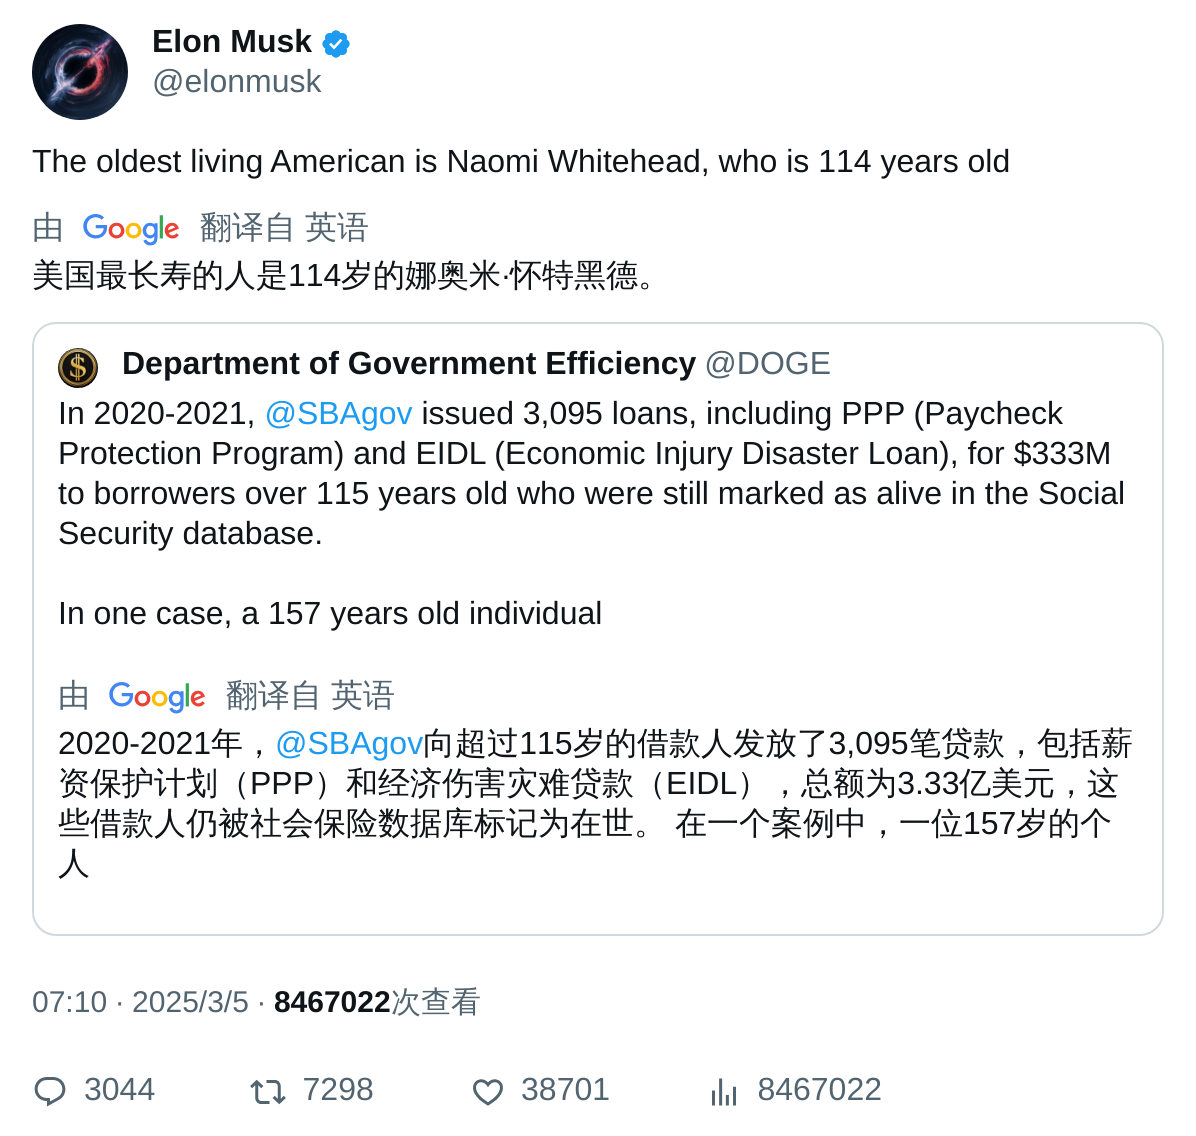 Elon Musk
@elonmusk
The oldest living American is Naomi Whitehead, who is 114 years old
由 Google 翻译自 英语
美国最长寿的人是114岁的娜奥米·怀特黑德。
$ Department of Government Efficiency @DOGE
In 2020-2021, @SBAgov issued 3,095 loans, including PPP (Paycheck
Protection Program) and EIDL (Economic Injury Disaster Loan), for $333M
to borrowers over 115 years old who were still marked as alive in the Social
Security database.
In one case, a 157 years old individual
由 Google 翻译自 英语
2020-2021年，@SBAgov向超过115岁的借款人发放了3,095笔贷款，包括薪
资保护计划（PPP）和经济伤害灾难贷款（EIDL），总额为3.33亿美元，这
些借款人仍被社会保险数据库标记为在世。 在一个案例中，一位157岁的个
人
07:10 · 2025/3/5 · 8467022次查看
3044 7298 38701 8467022